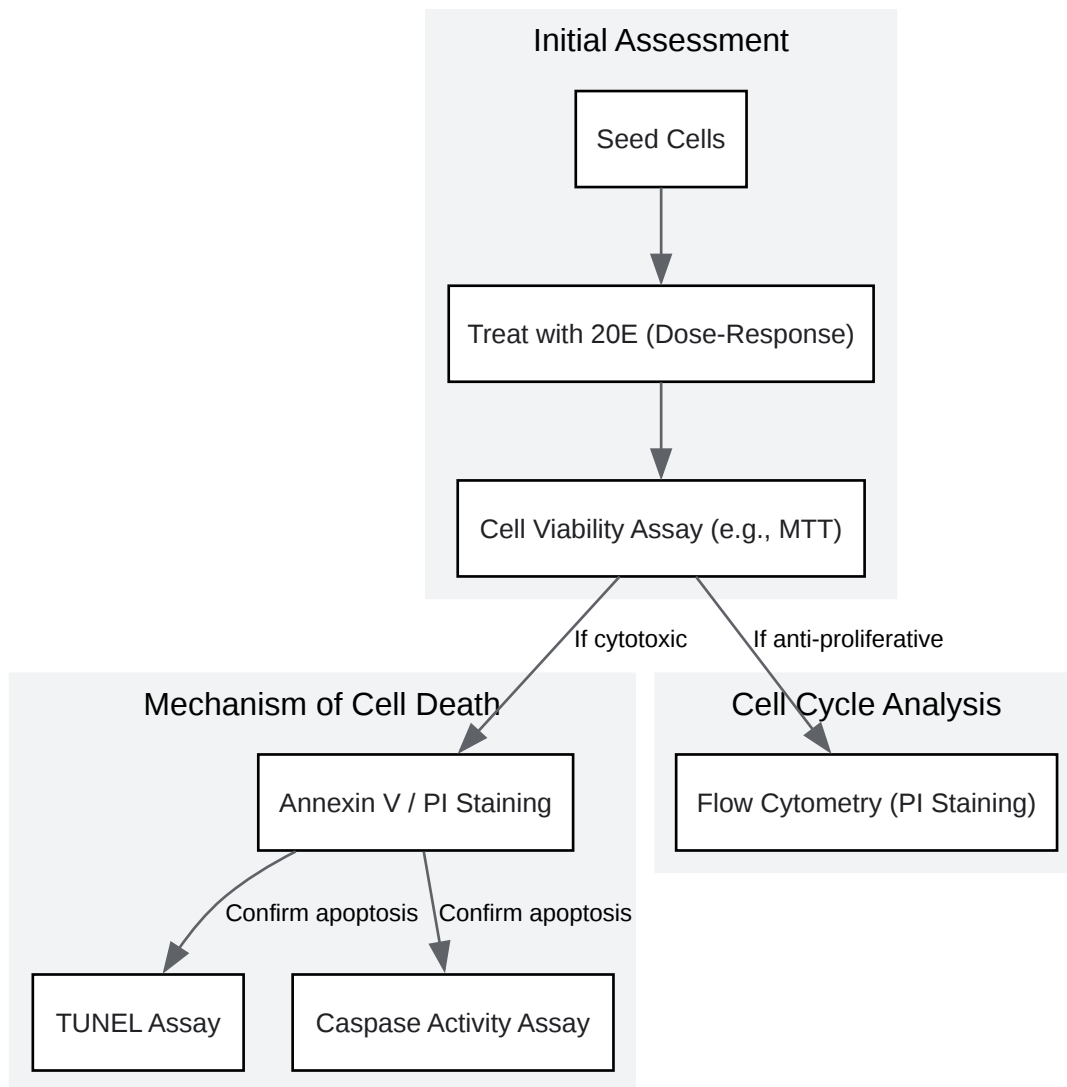 Initial Assessment
Seed Cells
Treat with 20E (Dose-Response)
Cell Viability Assay (e.g., MTT)
If cytotoxic
If anti-proliferative
Mechanism of Cell Death
Cell Cycle Analysis
Annexin V / PI Staining
Flow Cytometry (PI Staining)
Confirm apoptosis
Confirm apoptosis
TUNEL Assay
Caspase Activity Assay